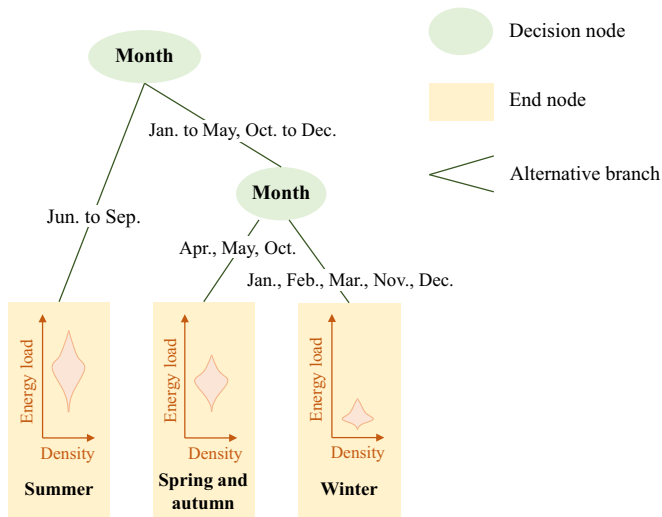 Month
Decision node
End node
Alternative branch
Jan. to May, Oct. to Dec.
Month
Jun. to Sep.
Apr., May, Oct.
Jan., Feb., Mar., Nov., Dec.
Energy load
Density
Summer
Energy load
Density
Spring and
autumn
Energy load
Density
Winter